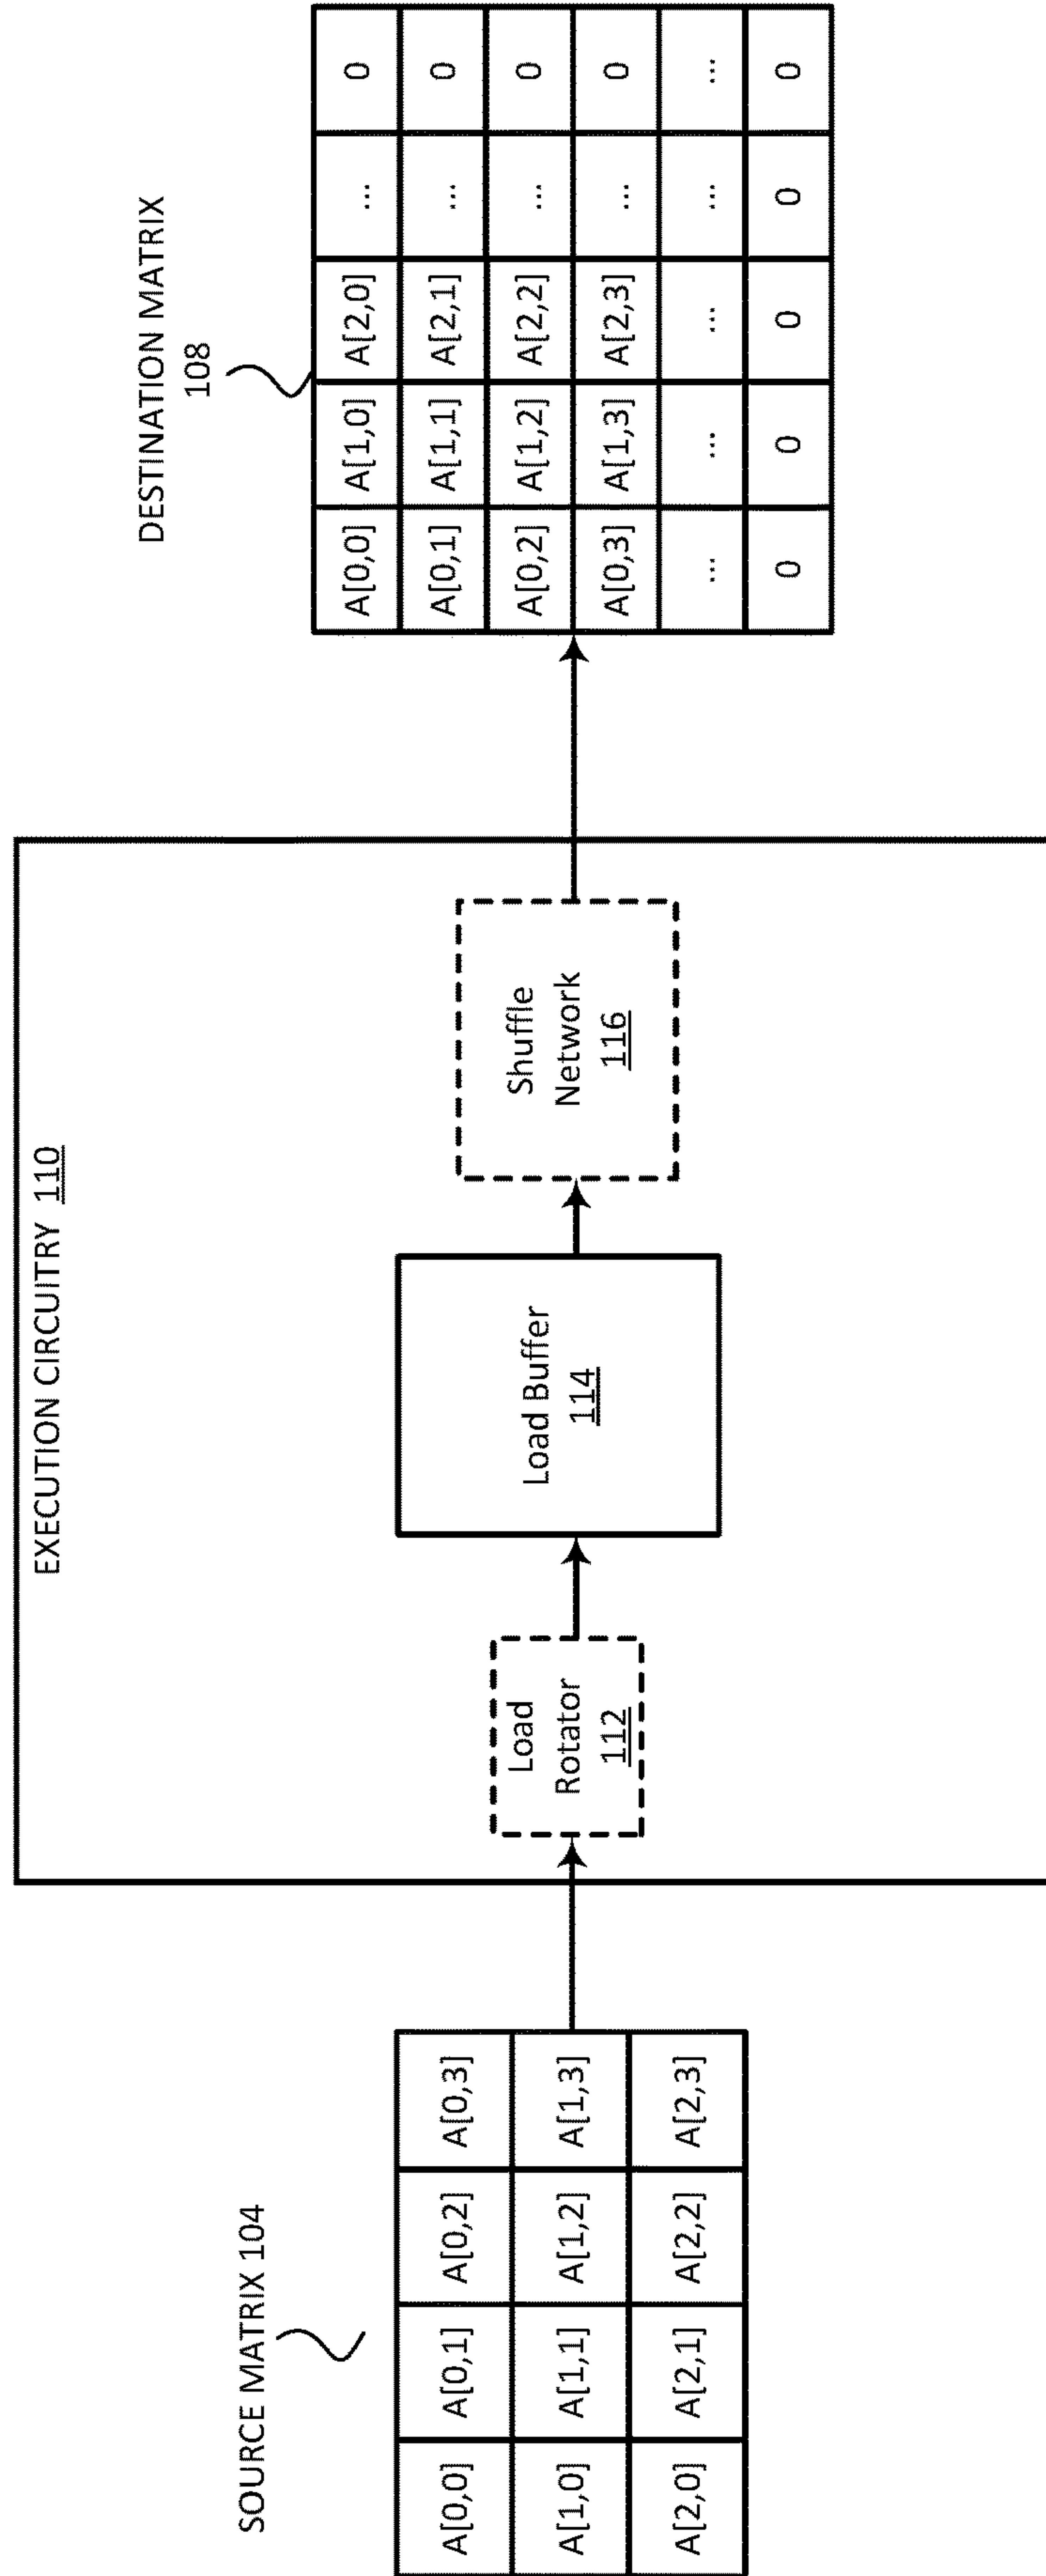 SOURCE MATRIX 104
A[0,0] A[0,1] A[0,2] A[0,3]
A[1,0] A[1,1] A[1,2] A[1,3]
A[2,0] A[2,1] A[2,2] A[2,3]
EXECUTION CIRCUITRY 110
Load
Rotator
112
Load Buffer
114
Shuffle
Network
116
DESTINATION MATRIX
108
A[0,0] A[1,0] A[2,0] ... 0
A[0,1] A[1,1] A[2,1] ... 0
A[0,2] A[1,2] A[2,2] ... 0
A[0,3] A[1,3] A[2,3] ... 0
... ... ... ... ...
0 0 0 0 0